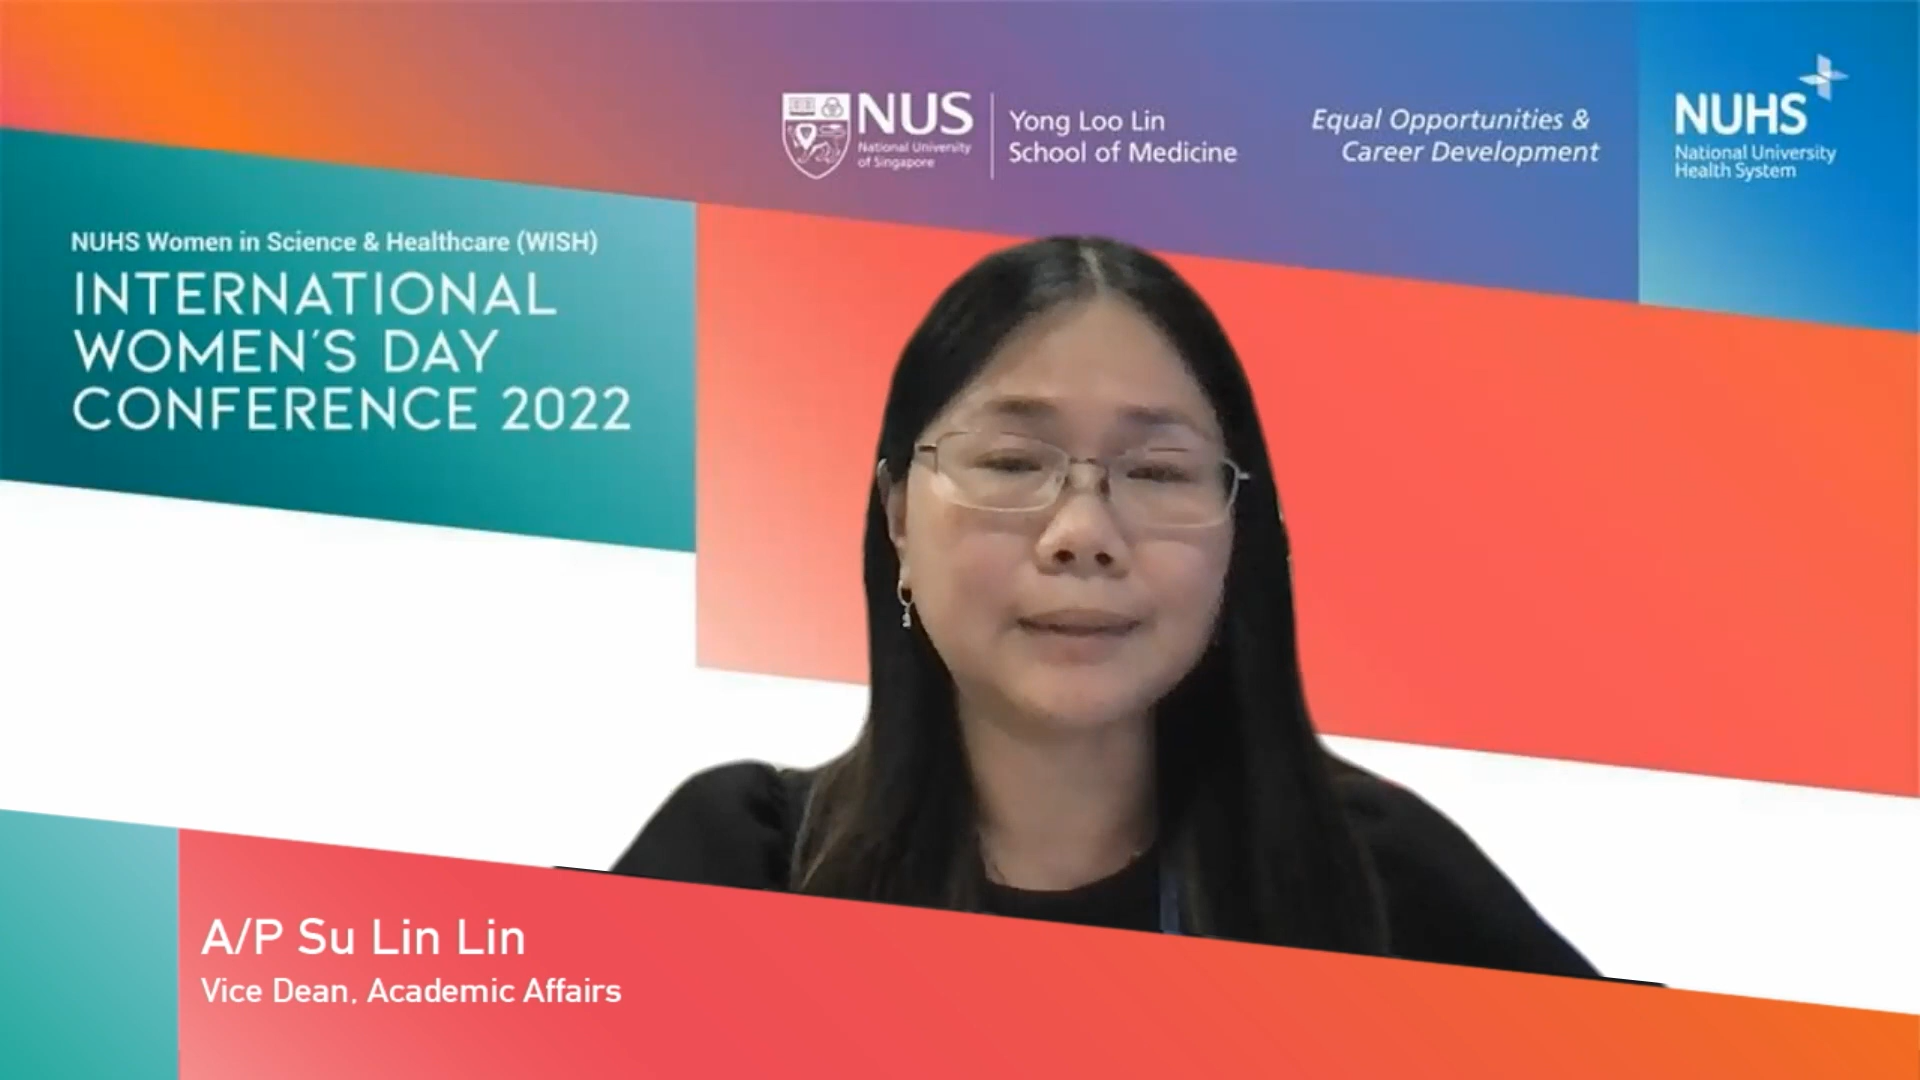 NUS
National University
of Singapore
Yong Loo Lin
School of Medicine
Equal Opportunities &
Career Development
NUHS
National University
Health System
NUHS Women in Science & Healthcare (WISH)
INTERNATIONAL
WOMEN'S DAY
CONFERENCE 2022
A/P Su Lin Lin
Vice Dean, Academic Affairs